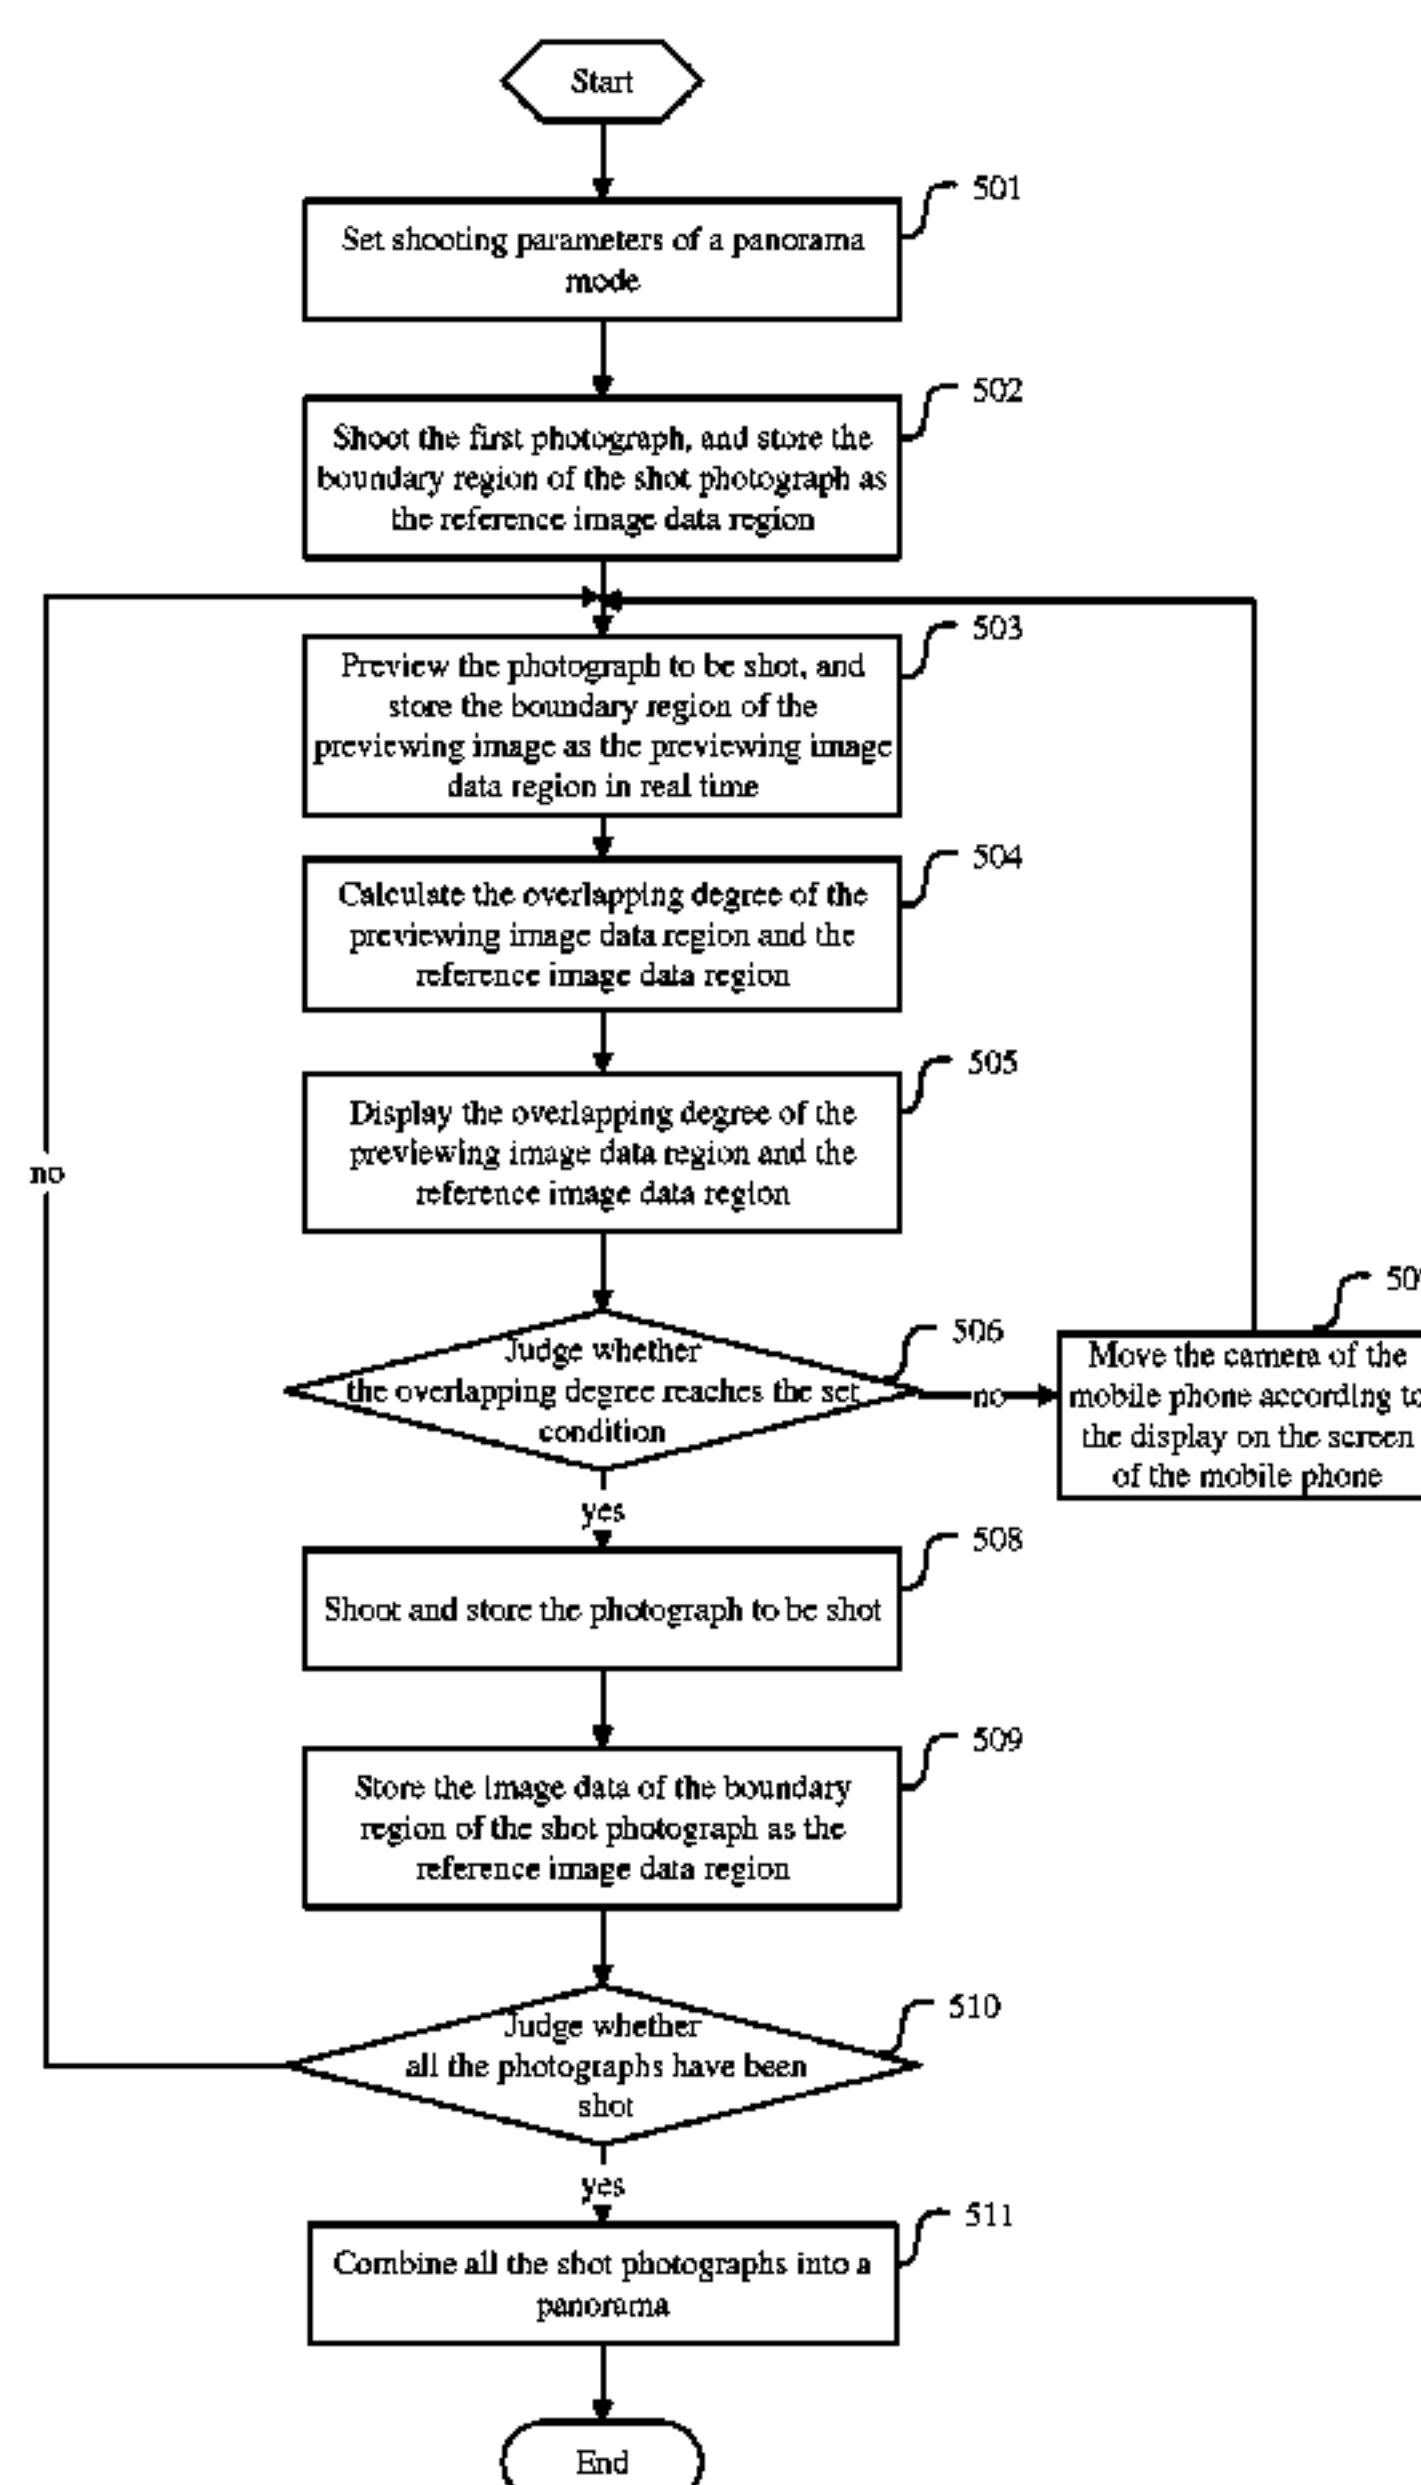 Start
501
Set shooting parameters of a panorama
mode
502
Shoot the first photograph, and store the
boundary region of the shot photograph as
the reference image data region
503
Preview the photograph to be shot, and
store the boundary region of the
previewing image as the previewing image
data region in real time
504
Calculate the overlapping degree of the
previewing image data region and the
reference image data region
505
Display the overlapping degree of the
previewing image data region and the
reference image data region
no
506
Judge whether
the overlapping degree reaches the set
condition
no
Move the camera of the
mobile phone according to
the display on the screen
of the mobile phone
yes
508
Shoot and store the photograph to be shot
509
Store the image data of the boundary
region of the shot photograph as the
reference image data region
510
Judge whether
all the photographs have been
shot
yes
511
Combine all the shot photographs into a
panorama
End